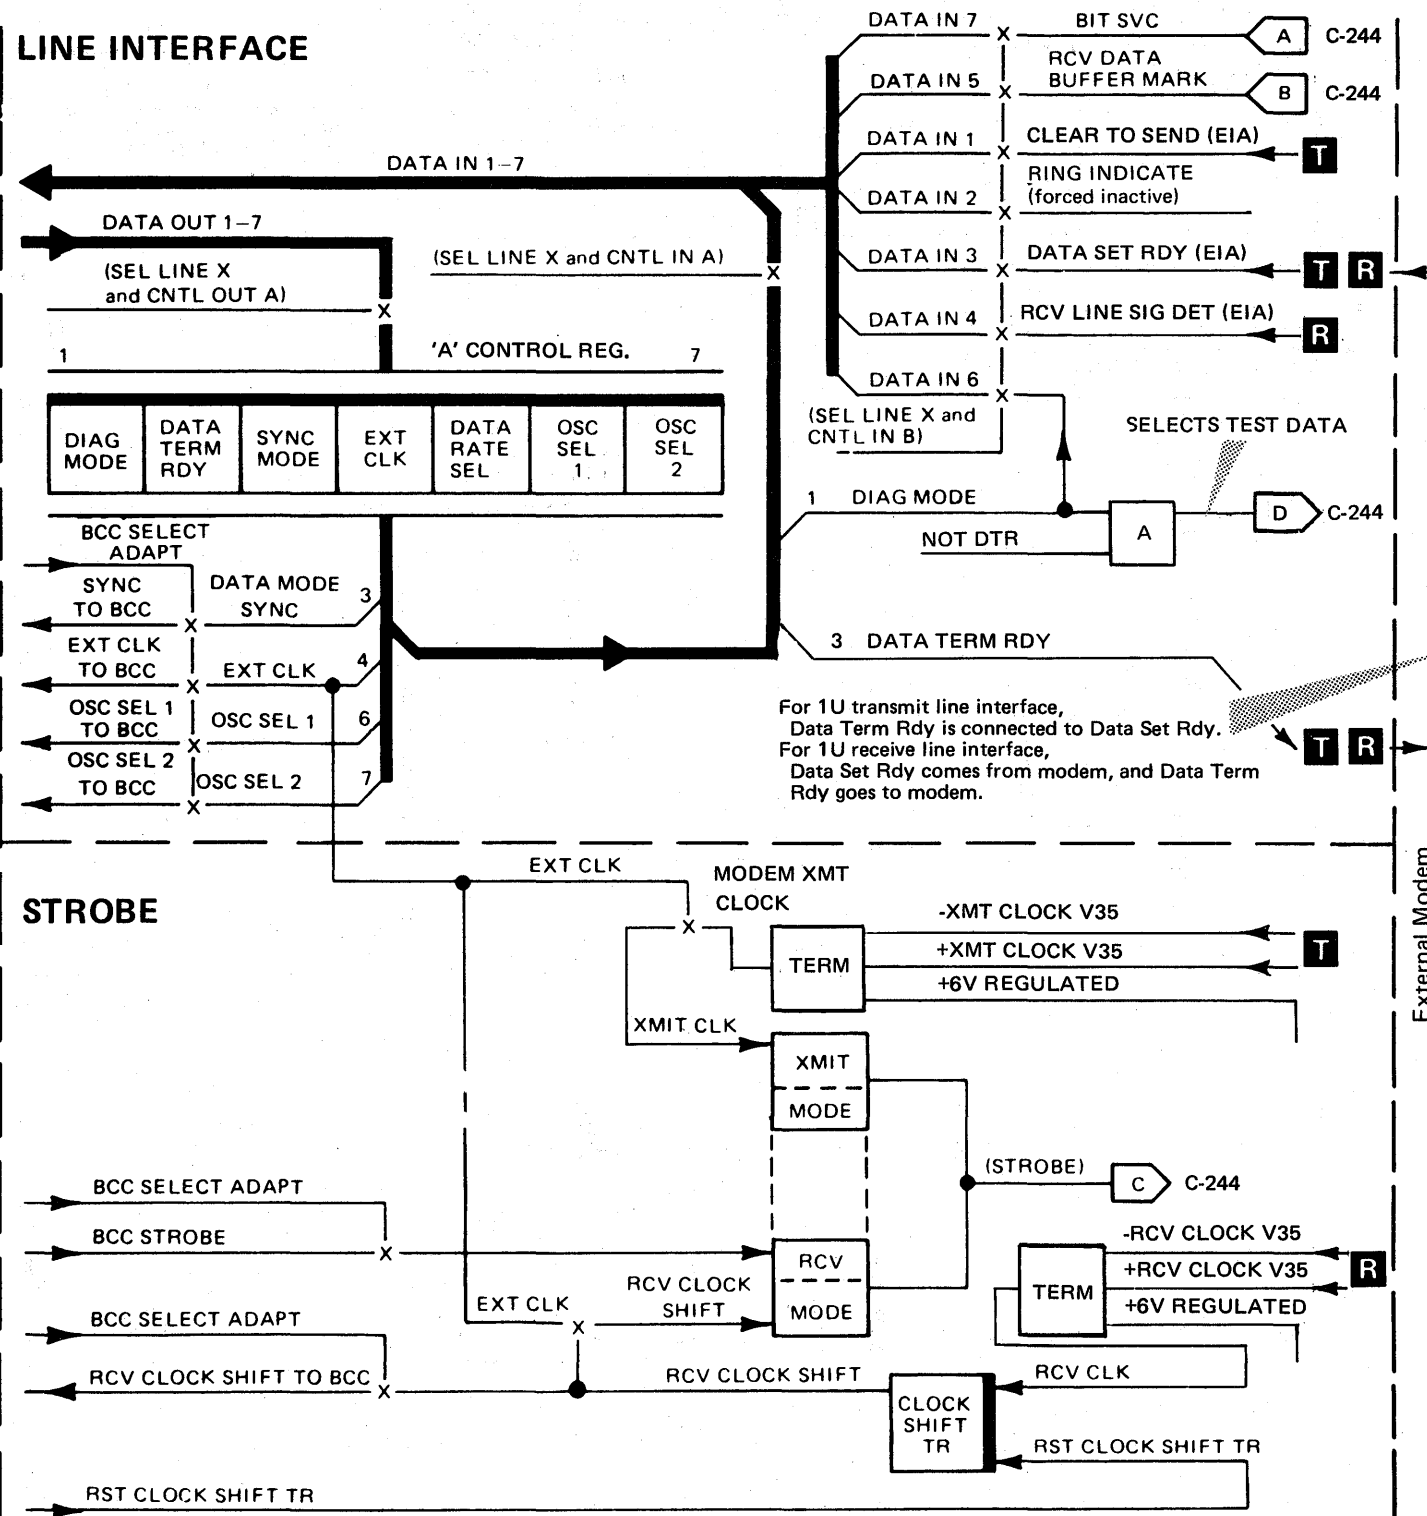 LINE INTERFACE
DATA IN 7
BIT SVC
A
C-244
DATA IN 5
RCV DATA
BUFFER MARK
B
C-244
DATA IN 1-7
DATA IN 1
CLEAR TO SEND (EIA)
T
DATA IN 2
RING INDICATE
(forced inactive)
DATA OUT 1-7
(SEL LINE X
and CNTL OUT A)
(SEL LINE X and CNTL IN A)
DATA IN 3
DATA SET RDY (EIA)
T R
DATA IN 4
RCV LINE SIG DET (EIA)
R
1
'A' CONTROL REG.
7
DATA IN 6
(SEL LINE X and
CNTL IN B)
DIAG
MODE
DATA
TERM
RDY
SYNC
MODE
EXT
CLK
DATA
RATE
SEL
OSC
SEL
1
OSC
SEL
2
SELECTS TEST DATA
1 DIAG MODE
NOT DTR
A
D
C-244
BCC SELECT
ADAPT
SYNC
TO BCC
DATA MODE
SYNC
3
EXT CLK
TO BCC
EXT CLK
4
OSC SEL 1
TO BCC
OSC SEL 1
6
OSC SEL 2
TO BCC
OSC SEL 2
7
3 DATA TERM RDY
For 1U transmit line interface,
Data Term Rdy is connected to Data Set Rdy.
For 1U receive line interface,
Data Set Rdy comes from modem, and Data Term
Rdy goes to modem.
T R
External Modem
STROBE
EXT CLK
MODEM XMT
CLOCK
X
TERM
-XMT CLOCK V35
+XMT CLOCK V35
+6V REGULATED
T
XMIT CLK
XMIT
MODE
(STROBE)
C
C-244
BCC SELECT ADAPT
BCC STROBE
X
RCV
MODE
EXT CLK
X
RCV CLOCK
SHIFT
TERM
-RCV CLOCK V35
+RCV CLOCK V35
+6V REGULATED
R
BCC SELECT ADAPT
RCV CLOCK SHIFT TO BCC
X
RCV CLOCK SHIFT
CLOCK
SHIFT
TR
RCV CLK
RST CLOCK SHIFT TR
RST CLOCK SHIFT TR